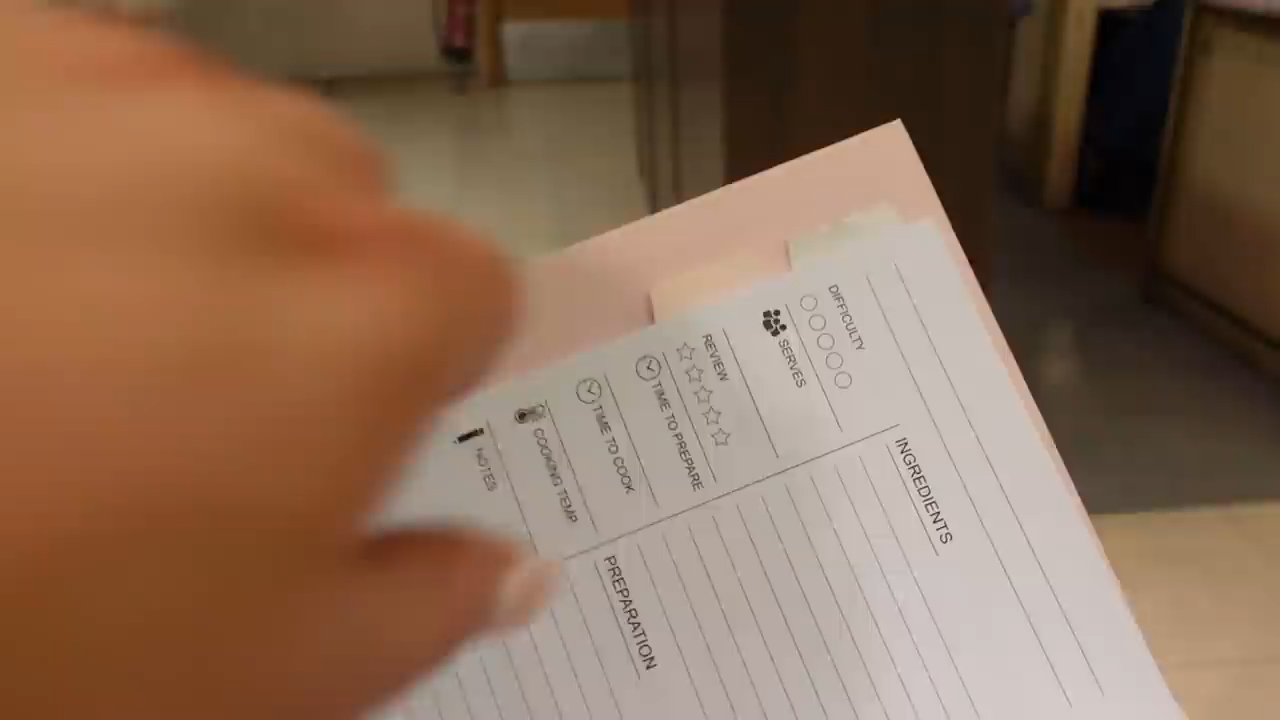 DIFFICULTY
SERVES
REVIEW
TIME TO PREPARE
TIME TO COOK
COOKING TEMP
NOTES
INGREDIENTS
PREPARATION